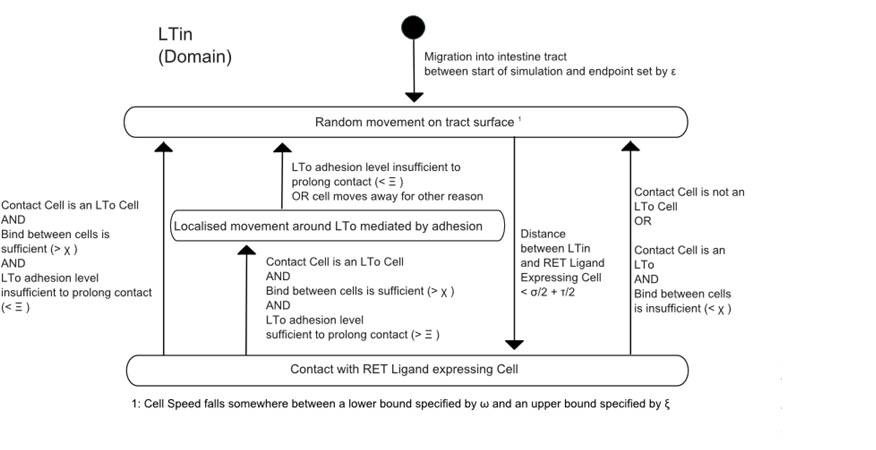 LTin
(Domain)
Migration into intestine tract
between start of simulation and endpoint set by ε
Random movement on tract surface ¹
LTo adhesion level insufficient to
prolong contact (< Ξ )
OR cell moves away for other reason
Contact Cell is an LTo Cell
AND
Bind between cells is
sufficient (> χ )
AND
LTo adhesion level
insufficient to prolong contact
(< Ξ )
Localised movement around LTo mediated by adhesion
Contact Cell is an LTo Cell
AND
Bind between cells is sufficient (> χ )
AND
LTo adhesion level
sufficient to prolong contact (> Ξ )
Distance
between LTin
and RET Ligand
Expressing Cell
< σ/2 + τ/2
Contact Cell is not an
LTo Cell
OR
Contact Cell is an
LTo
AND
Bind between cells
is insufficient (< χ )
Contact with RET Ligand expressing Cell
1: Cell Speed falls somewhere between a lower bound specified by ω and an upper bound specified by ξ